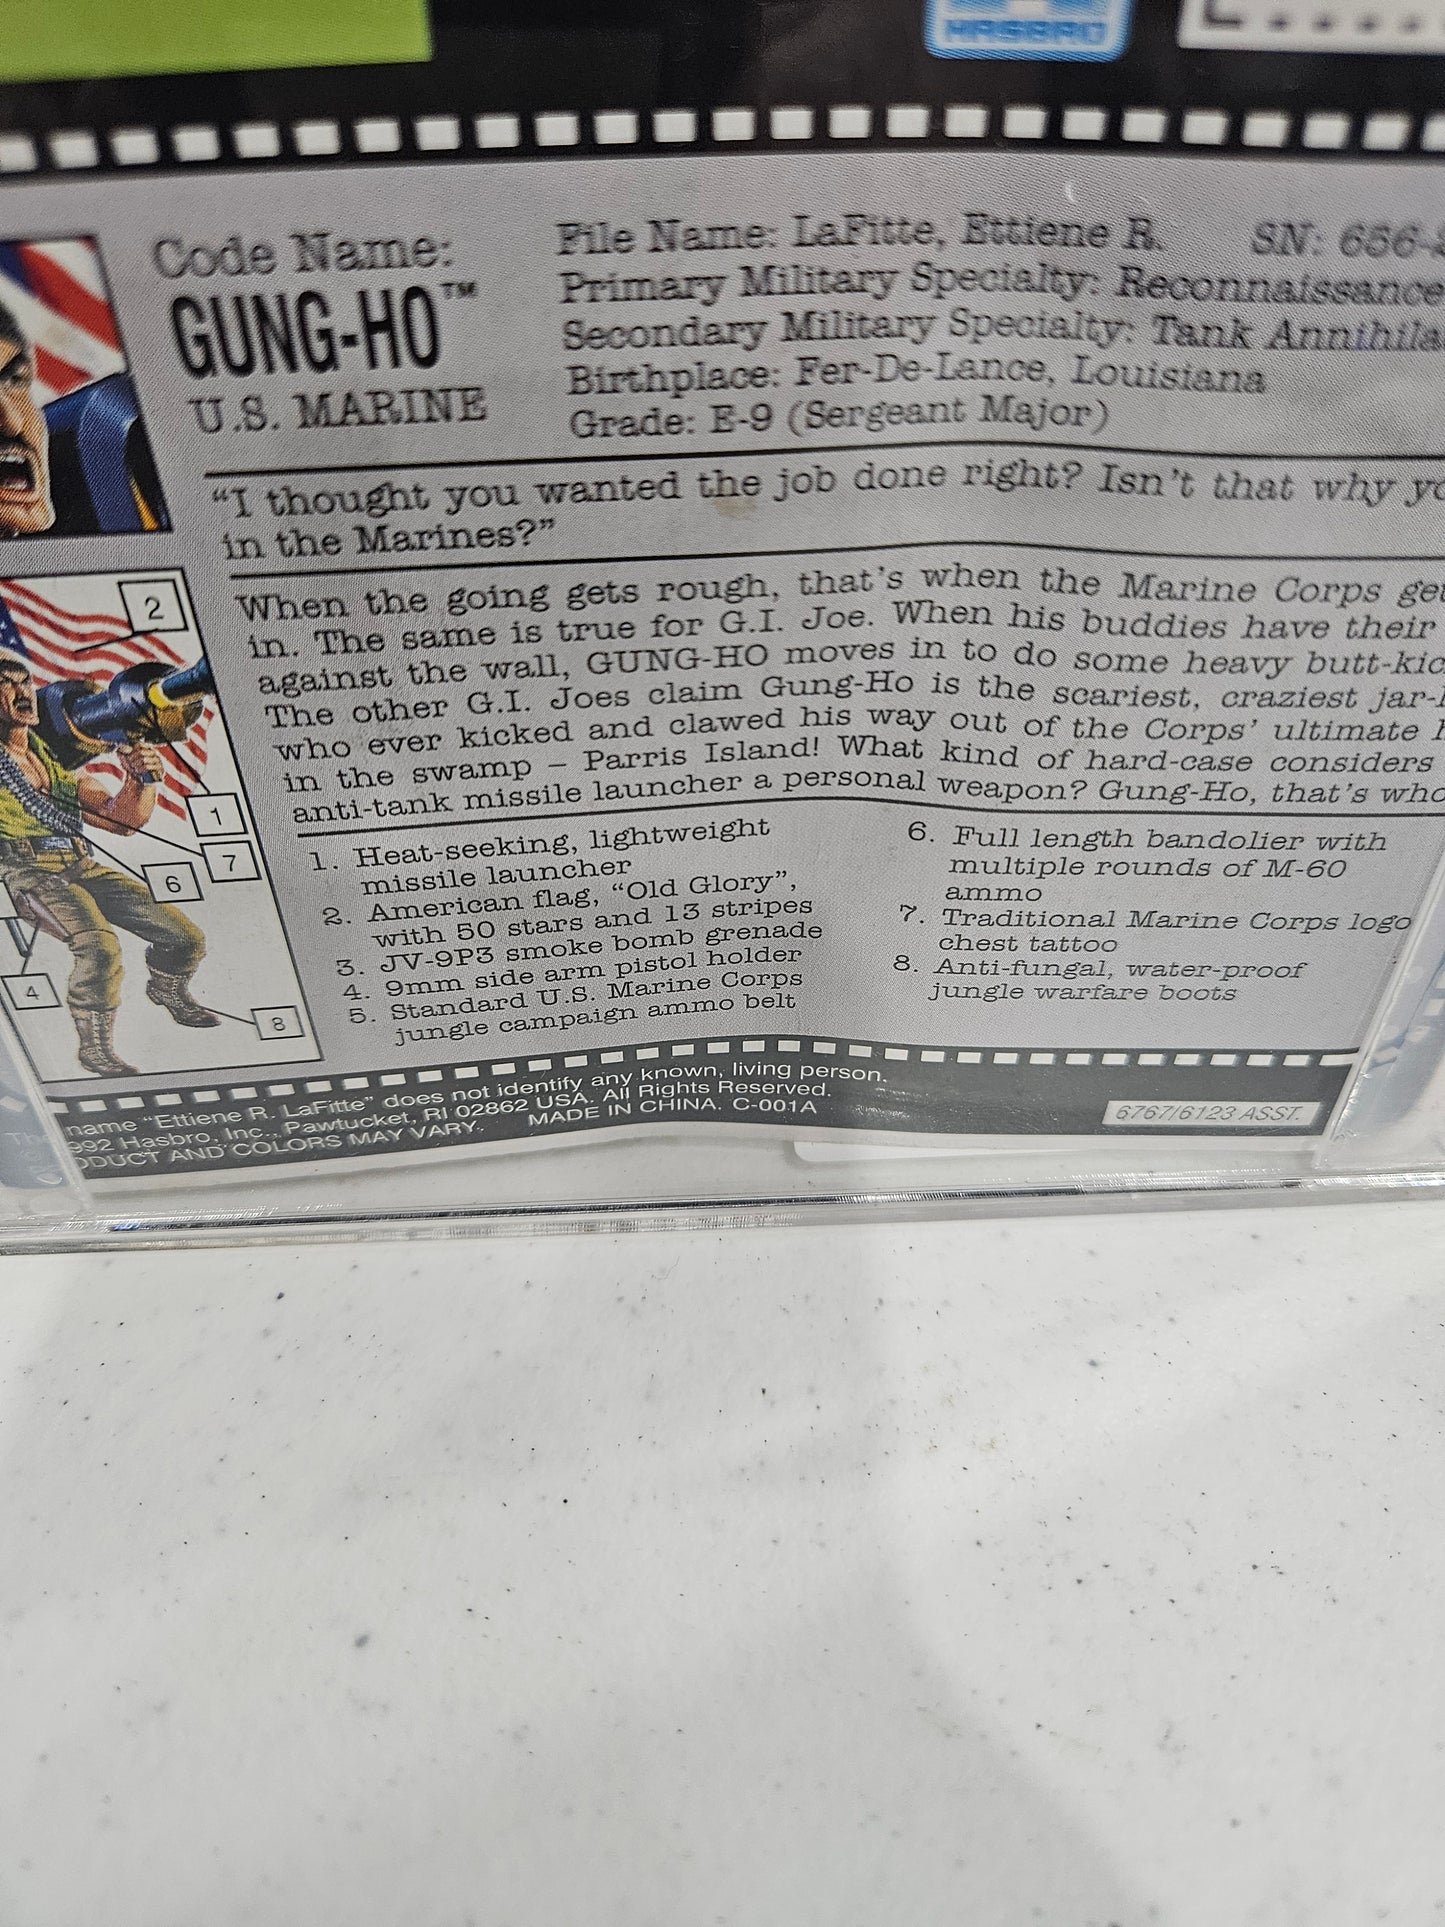 HASBRO
Code Name:
GUNG-HO™
U.S. MARINE
File Name: LaFitte, Ettiene R. SN: 656-
Primary Military Specialty: Reconnaissance
Secondary Military Specialty: Tank
Birthplace: Fer-De-Lance, Louisiana
Grade: E-9 (Sergeant Major)
“I thought you wanted the job done right? Isn’t that why
in the Marines?”
When the going gets rough, that’s when the Marine Corps
in. The same is true for G.I. Joe. When his buddies have their
against the wall, GUNG-HO moves in to do some heavy
The other G.I. Joes claim Gung-Ho is the scariest, craziest
who ever kicked and clawed his way out of the Corps’ ultimate
in the swamp – Parris Island! What kind of hard-case considers
anti-tank missile launcher a personal weapon? Gung-Ho, that’s
2
1
7
6
4
8
1. Heat-seeking, lightweight
missile launcher
2. American flag, “Old Glory”,
with 50 stars and 13 stripes
3. JV-9P3 smoke bomb grenade
4. 9mm side arm pistol holder
5. Standard U.S. Marine Corps
jungle campaign ammo belt
6. Full length bandolier with
multiple rounds of M-60
ammo
7. Traditional Marine Corps logo
chest tattoo
8. Anti-fungal, water-proof
jungle warfare boots
name “Ettiene R. LaFitte” does not identify any known, living person.
992 Hasbro, Inc., Pawtucket, RI 02862 USA. All Rights Reserved.
AND COLORS MAY VARY. MADE IN CHINA. C-001A
6767/6123 ASST.